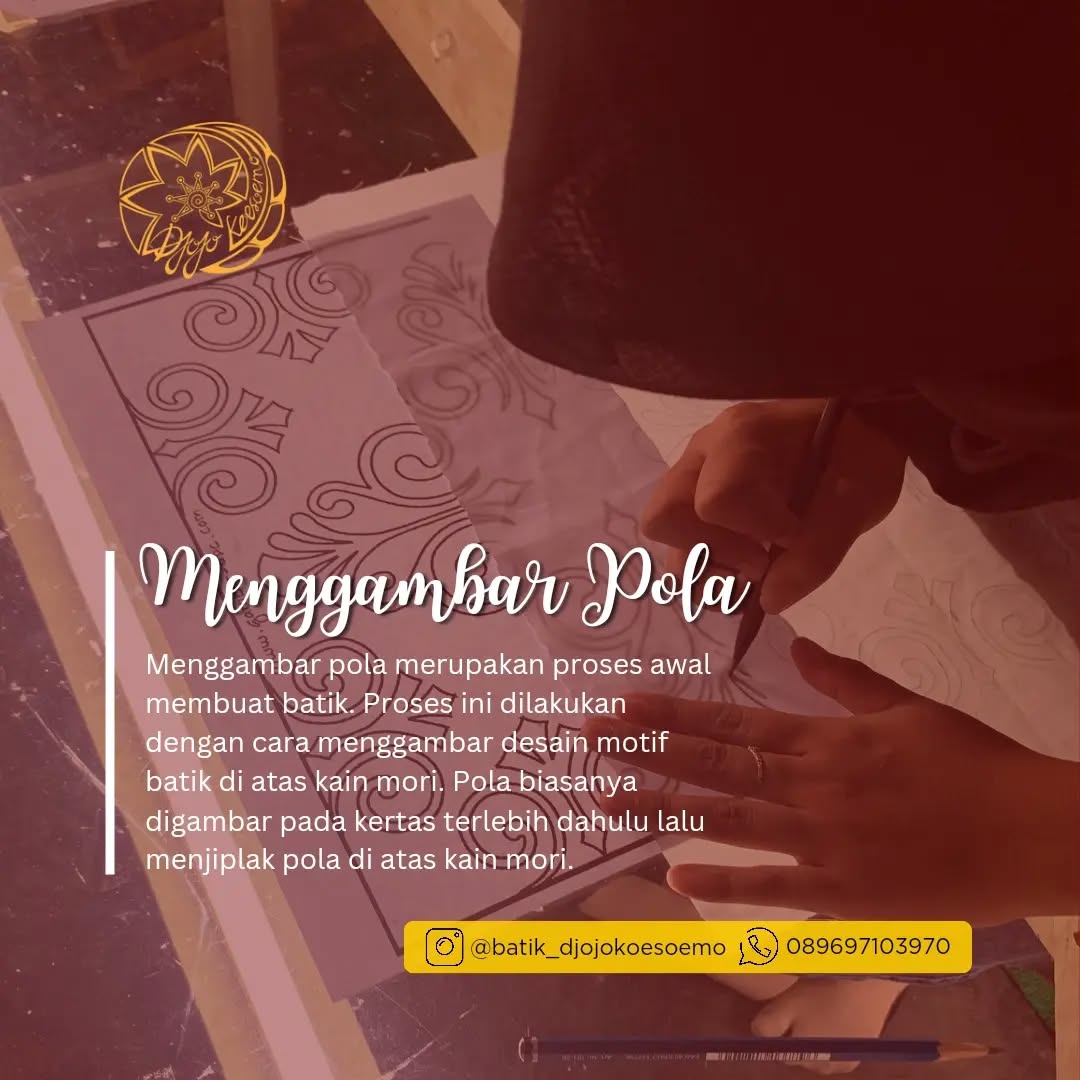 Djojo Koesoemo
Menggambar Pola
Menggambar pola merupakan proses awal
membuat batik. Proses ini dilakukan
dengan cara menggambar desain motif
batik di atas kain mori. Pola biasanya
digambar pada kertas terlebih dahulu lalu
menjiplak pola di atas kain mori.
@batik_djojokoesoemo 089697103970